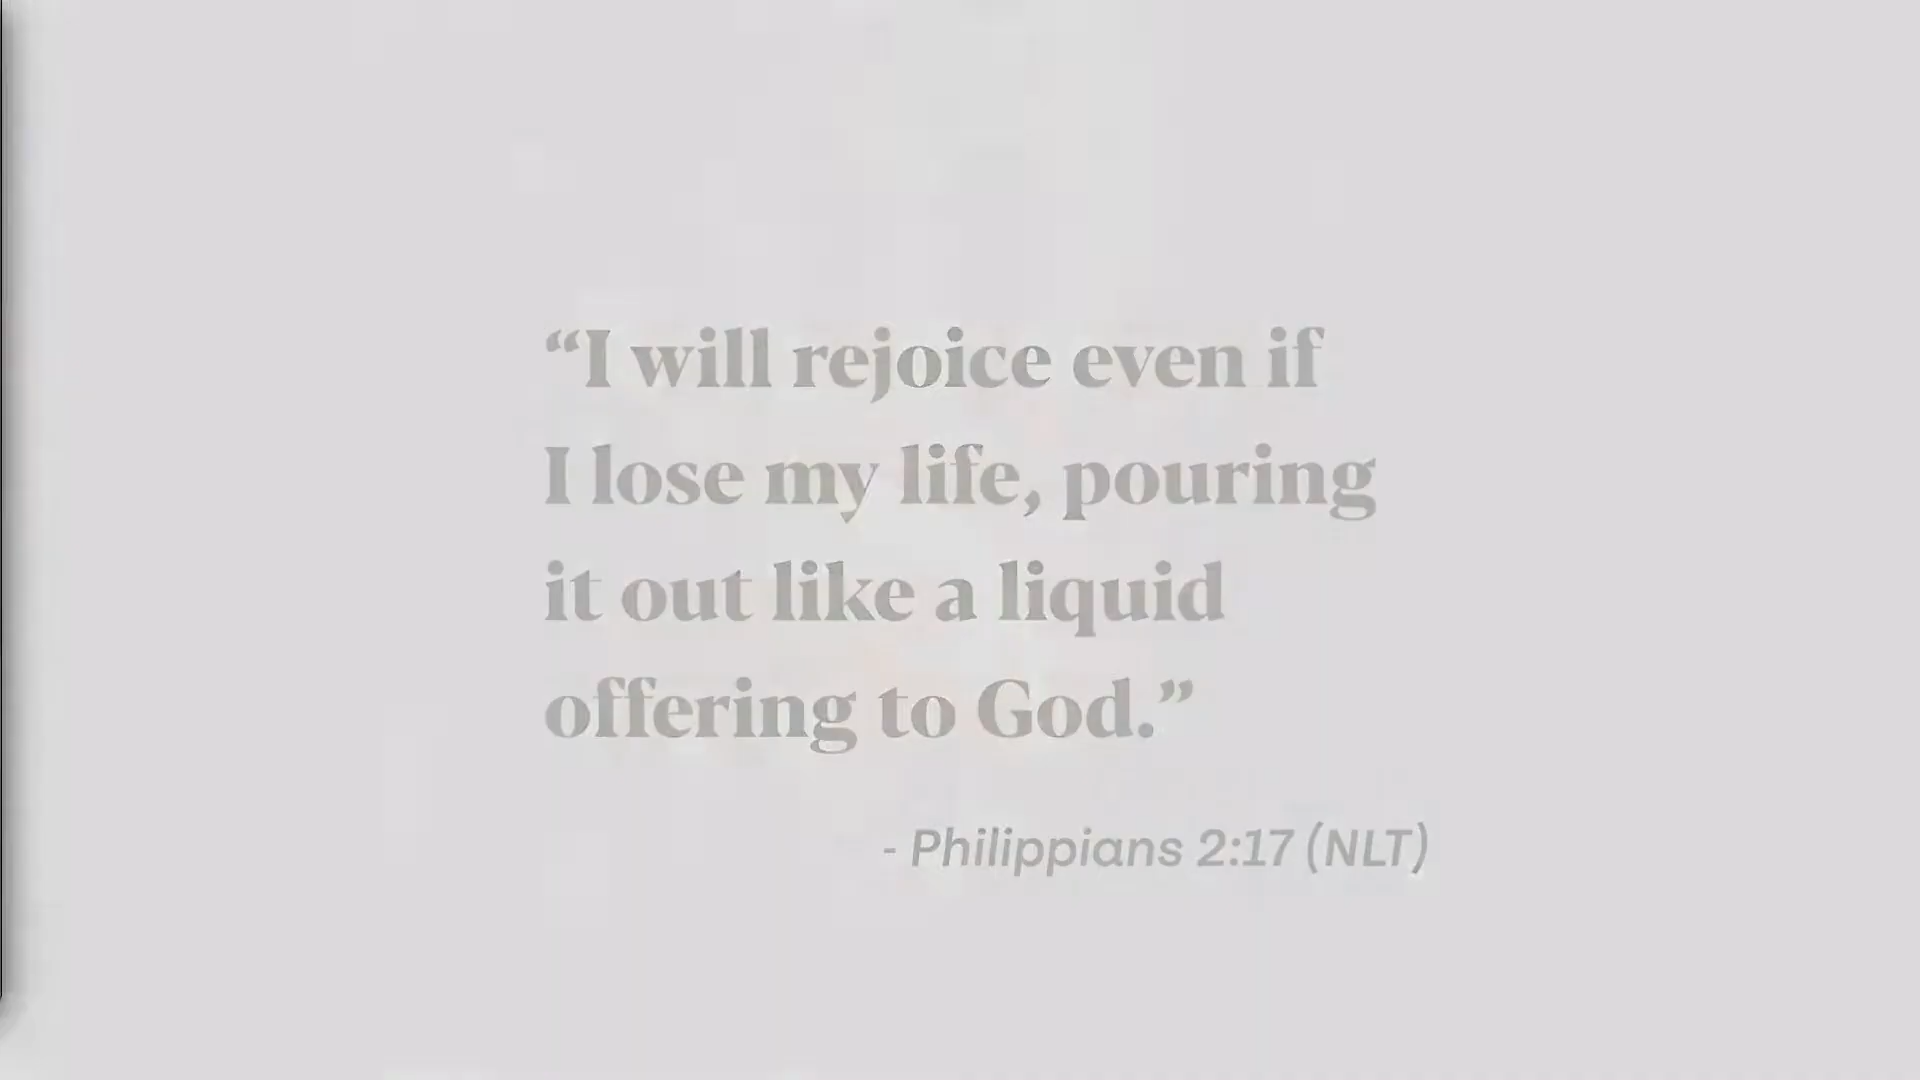 “I will rejoice even if
I lose my life, pouring
it out like a liquid
offering to God.”
- Philippians 2:17 (NLT)